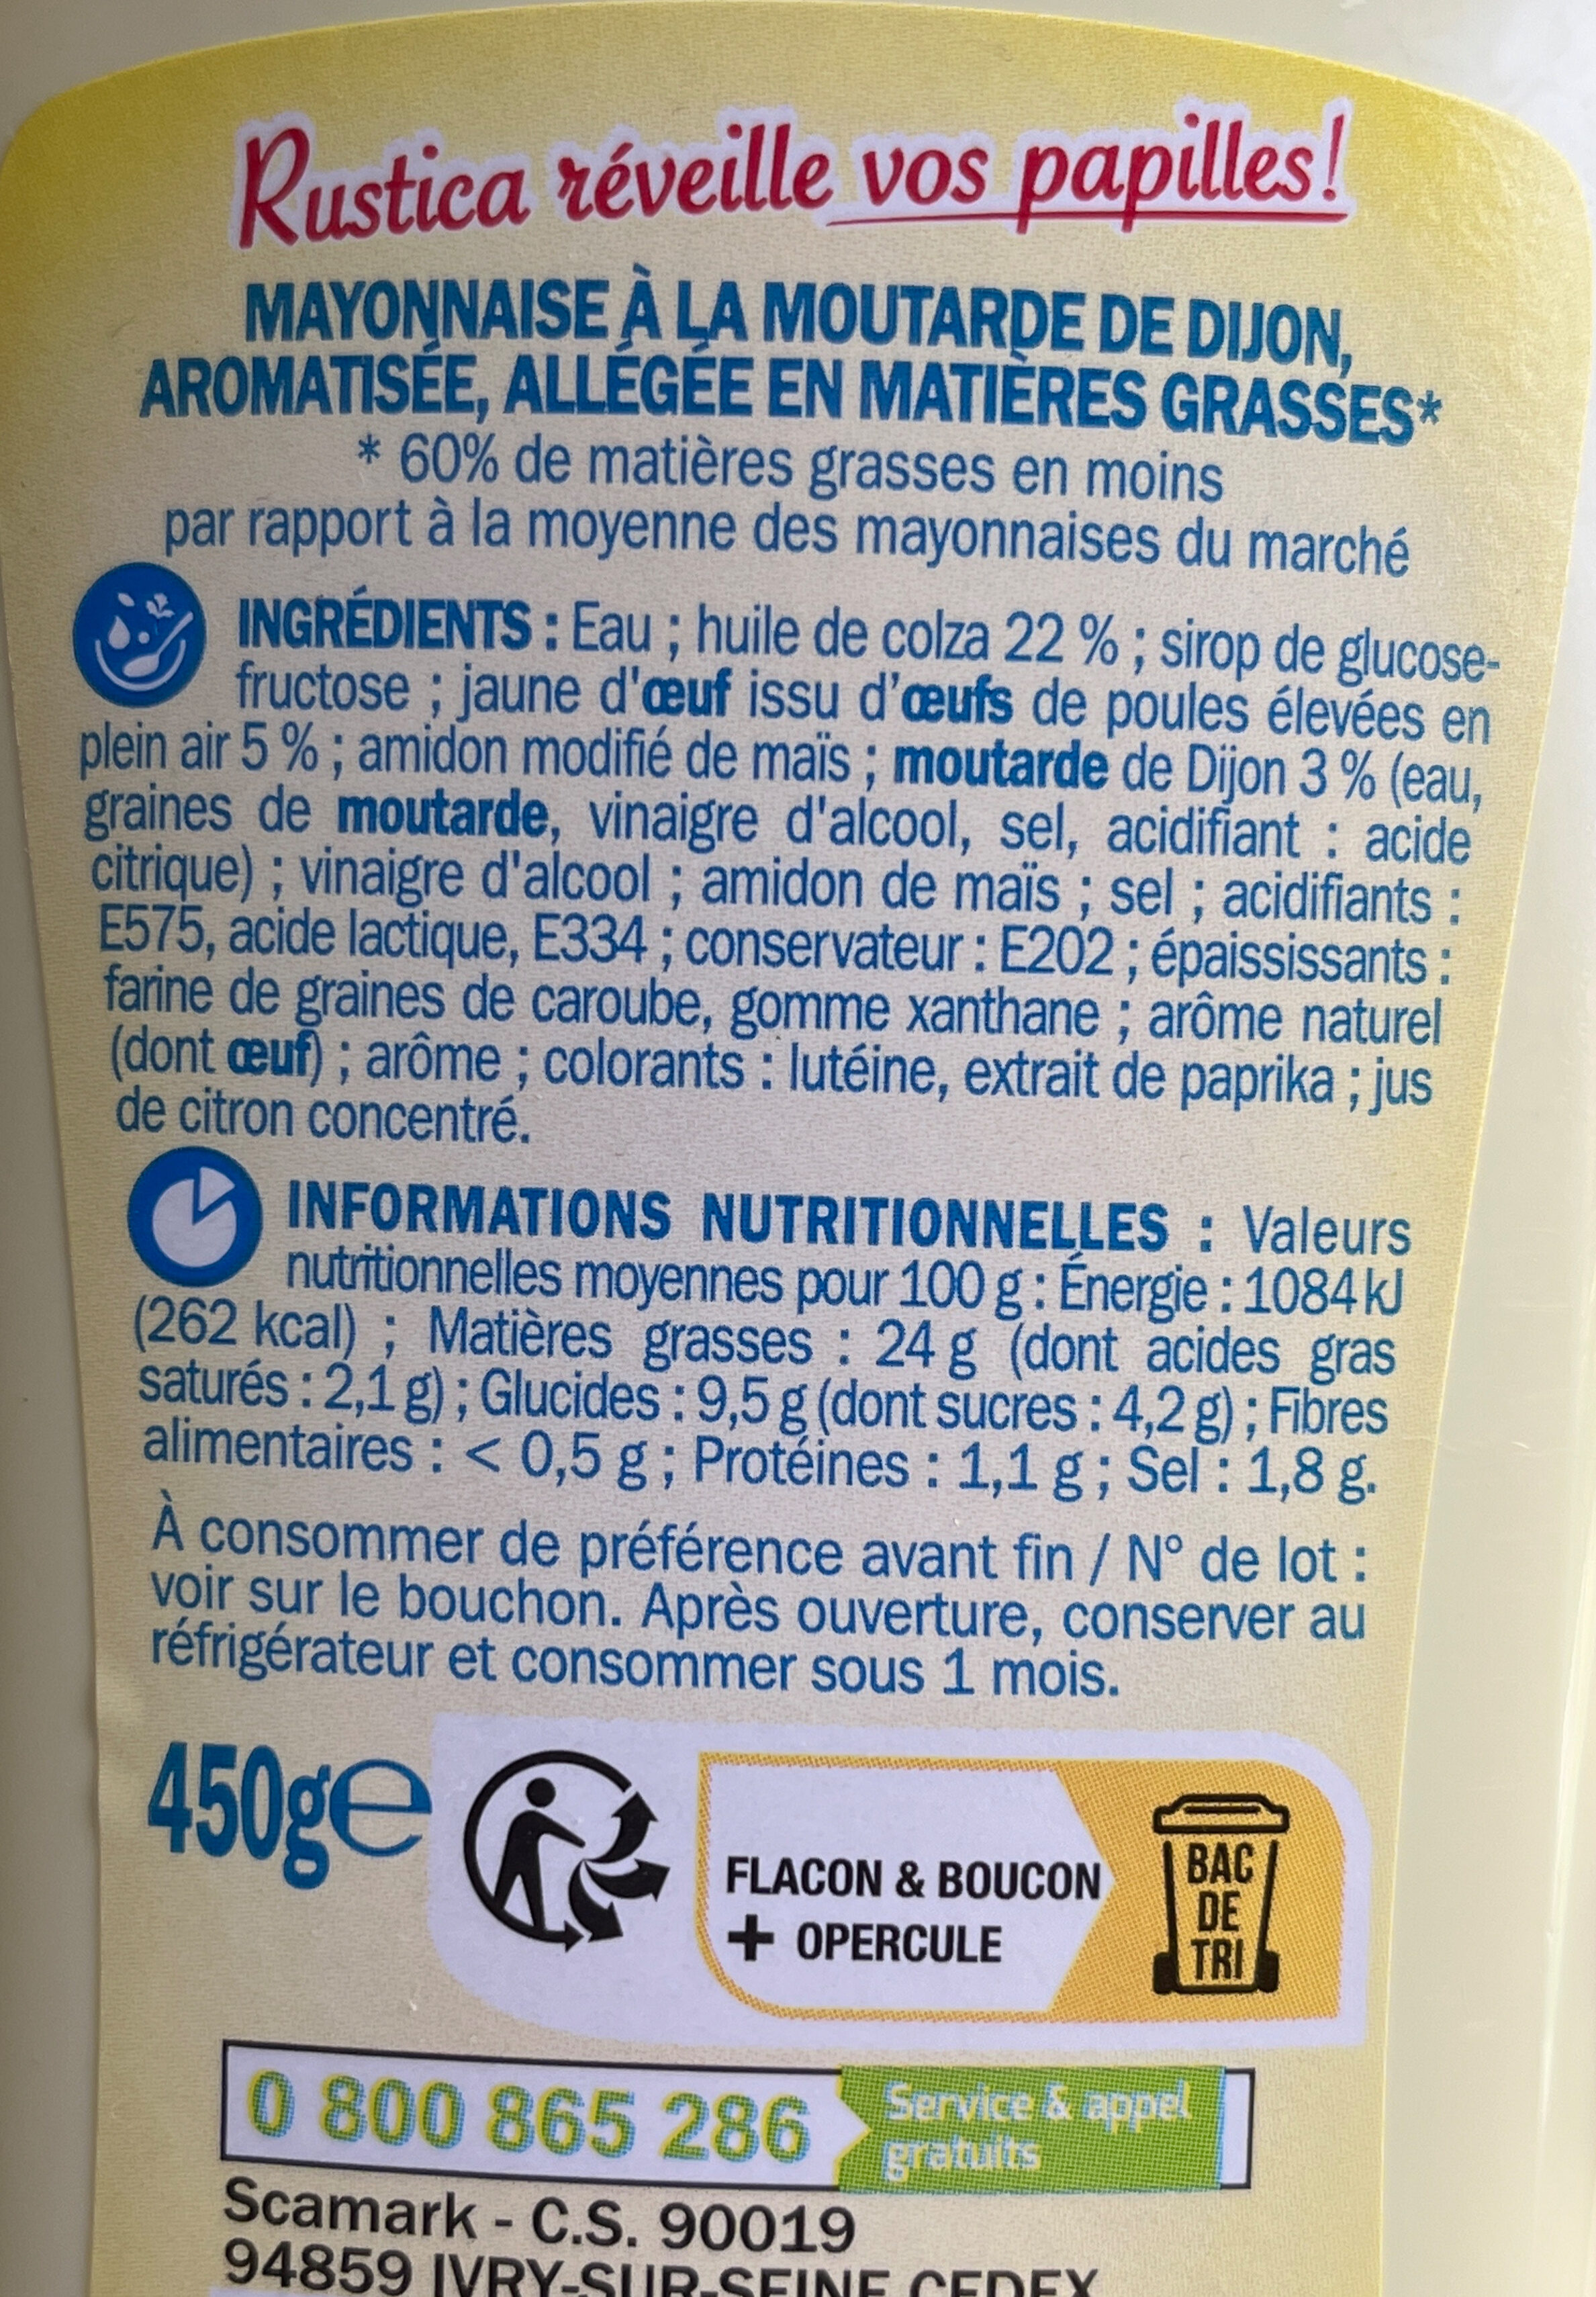 Rustica réveille vos papilles!
MAYONNAISE À LA MOUTARDE DE DIJON,
AROMATISÉE, ALLÉGÉE EN MATIÈRES GRASSES*
* 60% de matières grasses en moins
par rapport à la moyenne des mayonnaises du marché
INGRÉDIENTS : Eau ; huile de colza 22 % ; sirop de glucose-
fructose ; jaune d'œuf issu d'œufs de poules élevées en
plein air 5 % ; amidon modifié de maïs ; moutarde de Dijon 3 % (eau,
graines de moutarde, vinaigre d'alcool, sel, acidifiant : acide
citrique) ; vinaigre d'alcool ; amidon de maïs ; sel ; acidifiants :
E575, acide lactique, E334 ; conservateur : E202 ; épaississants :
farine de graines de caroube, gomme xanthane ; arôme naturel
(dont œuf) ; arôme ; colorants : lutéine, extrait de paprika ; jus
de citron concentré.
INFORMATIONS NUTRITIONNELLES : Valeurs
nutritionnelles moyennes pour 100 g : Énergie : 1084 kJ
(262 kcal) ; Matières grasses : 24 g (dont acides gras
saturés : 2,1 g) ; Glucides : 9,5 g (dont sucres : 4,2 g) ; Fibres
alimentaires : < 0,5 g ; Protéines : 1,1 g ; Sel : 1,8 g.
À consommer de préférence avant fin / N° de lot :
voir sur le bouchon. Après ouverture, conserver au
réfrigérateur et consommer sous 1 mois.
450g℮
FLACON & BOUCON
+ OPERCULE
BAC
DE
TRI
0 800 865 286
Service & appel
gratuits
Scamark - C.S. 90019
94859 IVRY-SUR-SEINE CEDEX